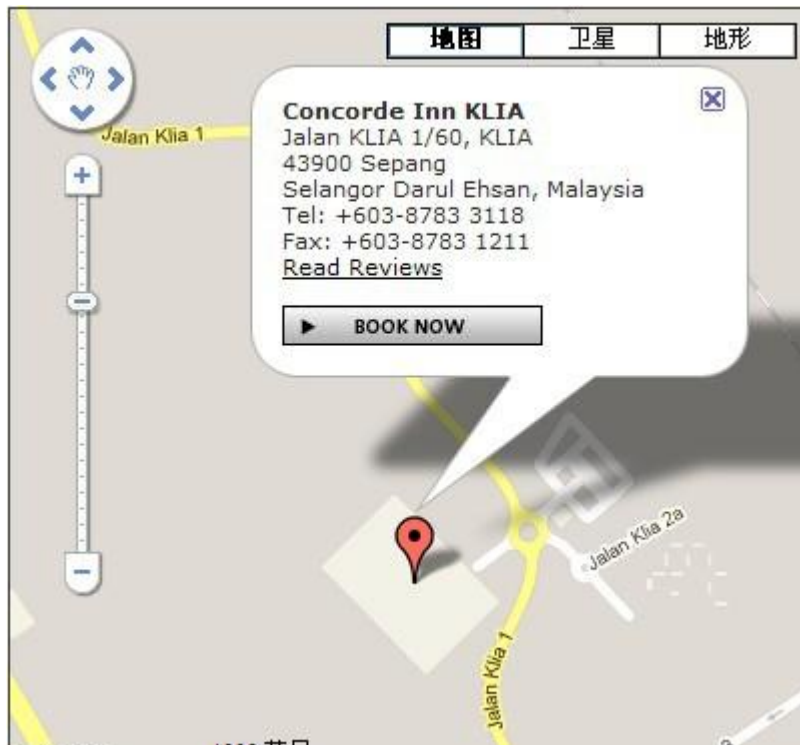 地图
卫星
地形
Concorde Inn KLIA
Jalan KLIA 1/60, KLIA
43900 Sepang
Selangor Darul Ehsan, Malaysia
Tel: +603-8783 3118
Fax: +603-8783 1211
Read Reviews
BOOK NOW
Jalan Klia 1
Jalan Klia 2a
Jalan Klia 1